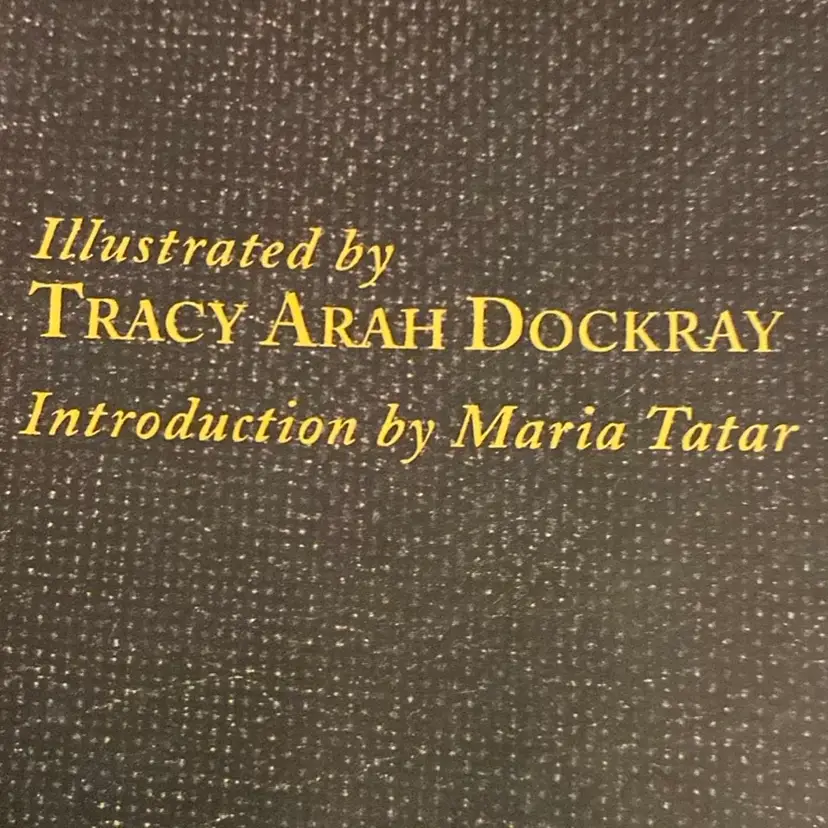 Illustrated by
TRACY ARAH DOCKRAY
Introduction by Maria Tatar